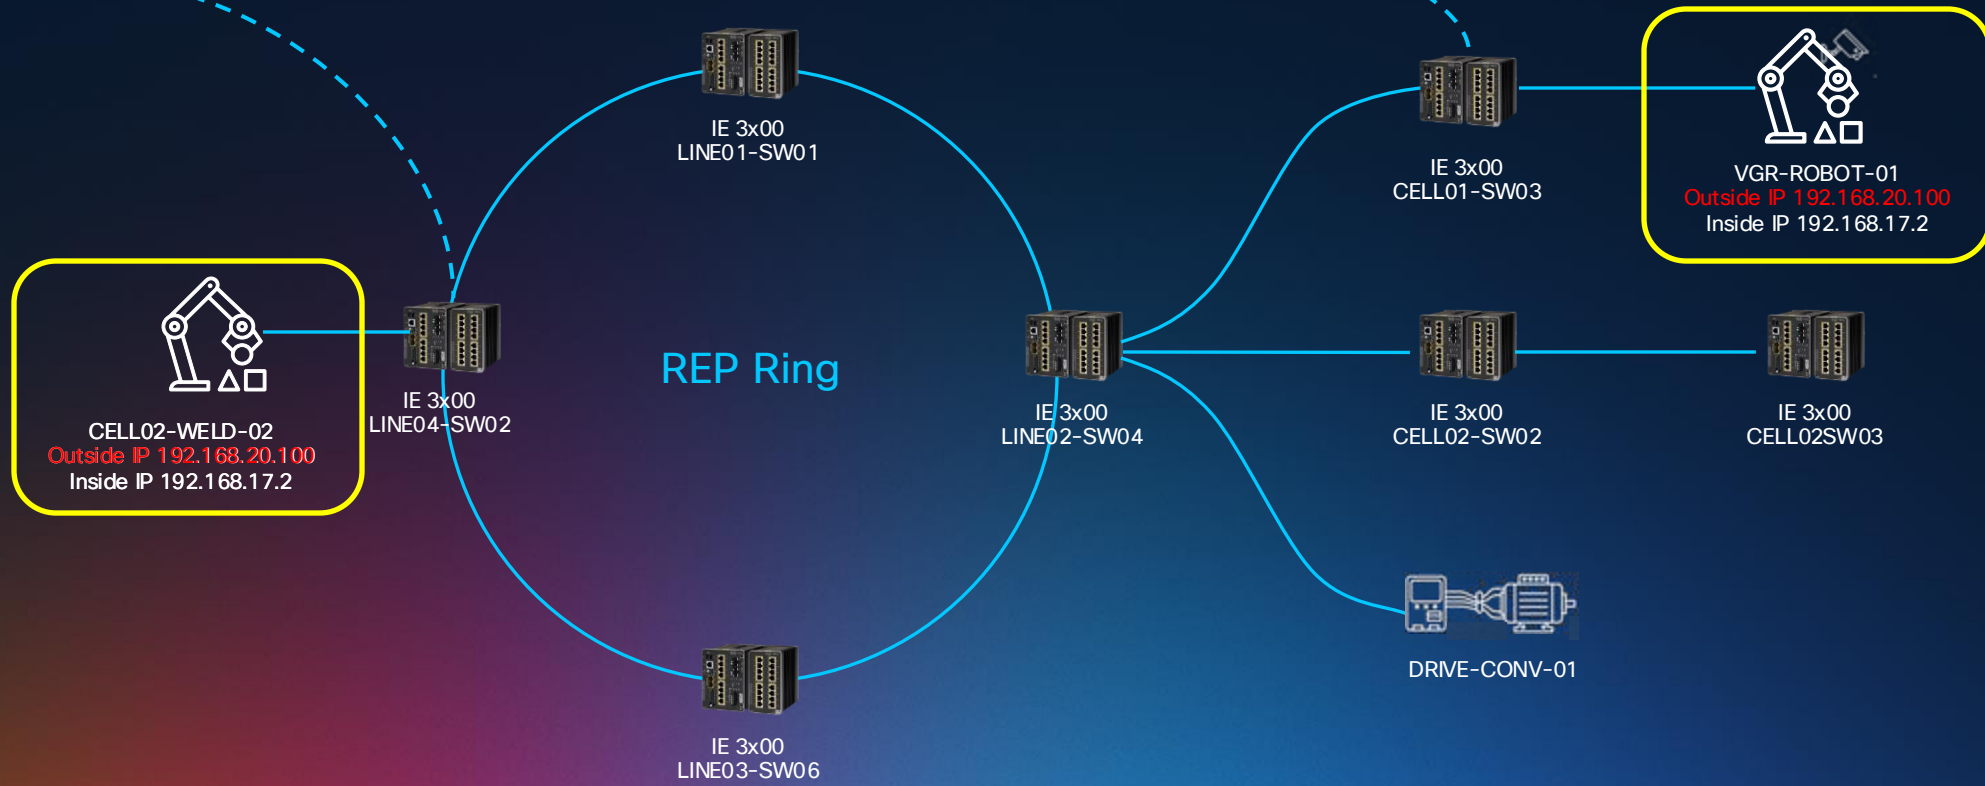 IE 3x00
LINE01-SW01
IE 3x00
CELL01-SW03
VGR-ROBOT-01
Outside IP 192.168.20.100
Inside IP 192.168.17.2
REP Ring
CELL02-WELD-02
Outside IP 192.168.20.100
Inside IP 192.168.17.2
IE 3x00
LINE04-SW02
IE 3x00
LINE02-SW04
IE 3x00
CELL02-SW02
IE 3x00
CELL02SW03
DRIVE-CONV-01
IE 3x00
LINE03-SW06